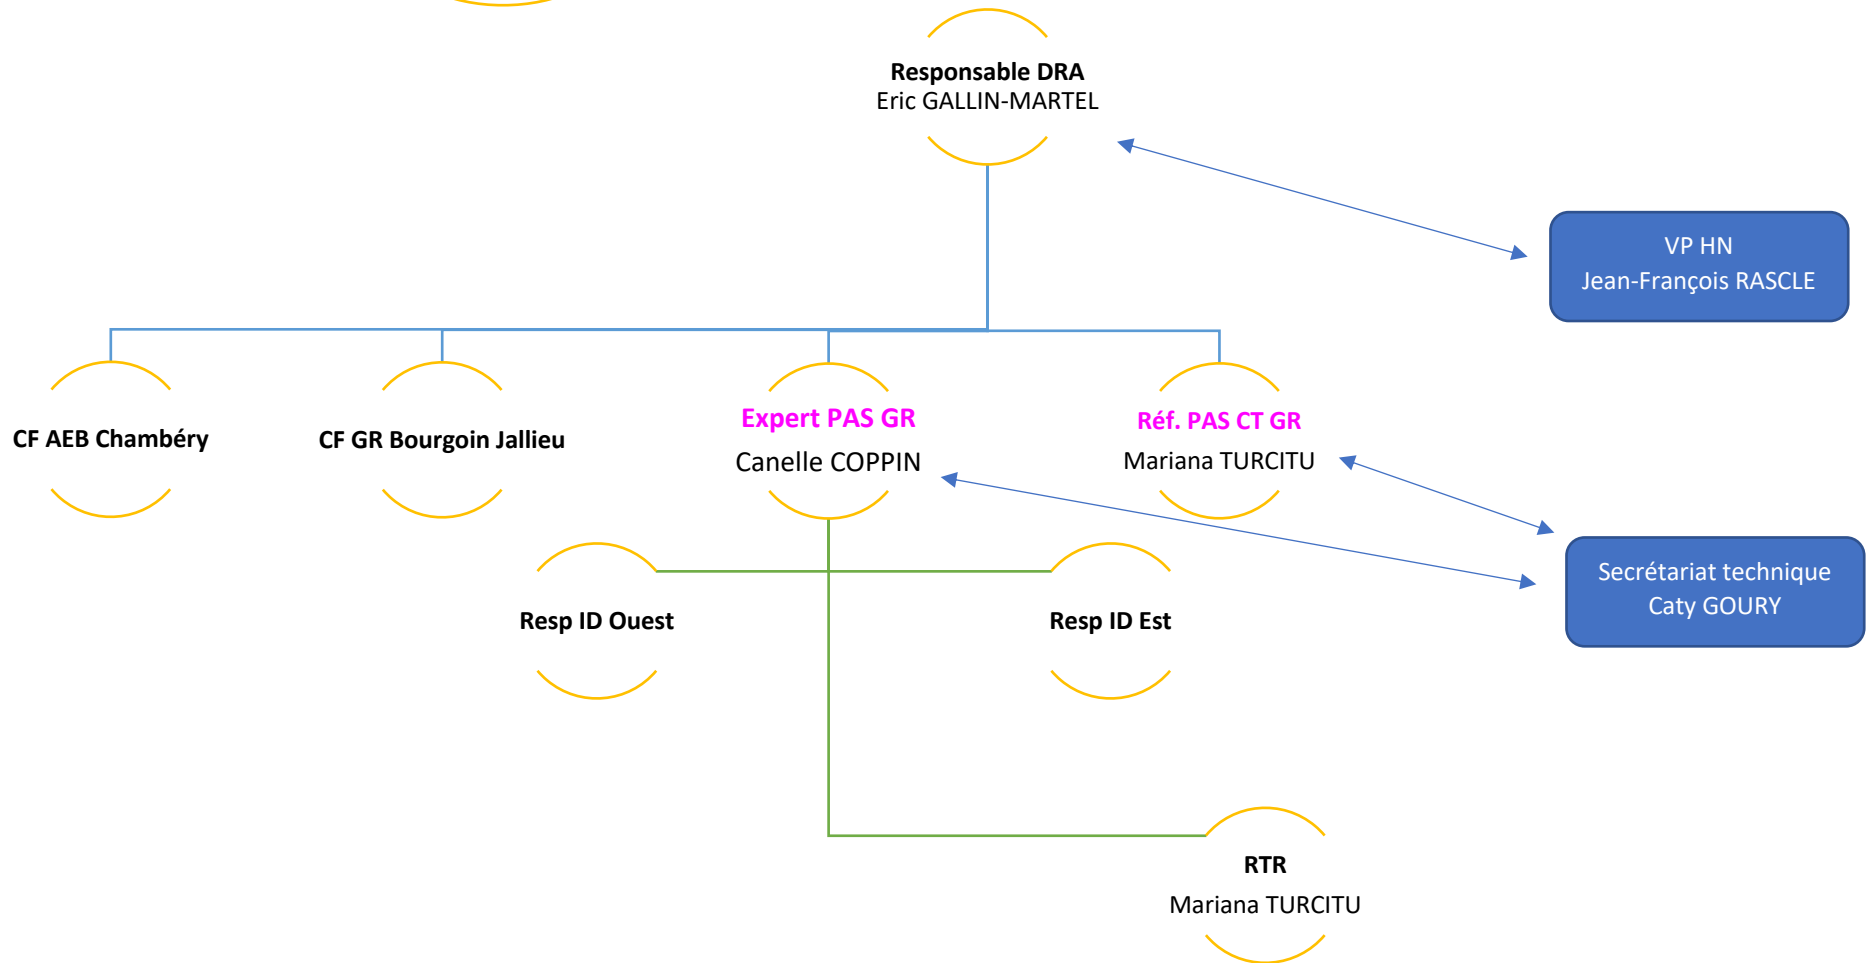 Responsable DRA
Eric GALLIN-MARTEL
VP HN
Jean-François RASCLE
CF AEB Chambéry
CF GR Bourgoin Jallieu
Expert PAS GR
Canelle COPPIN
Réf. PAS CT GR
Mariana TURCITU
Secrétariat technique
Caty GOURY
Resp ID Ouest
Resp ID Est
RTR
Mariana TURCITU